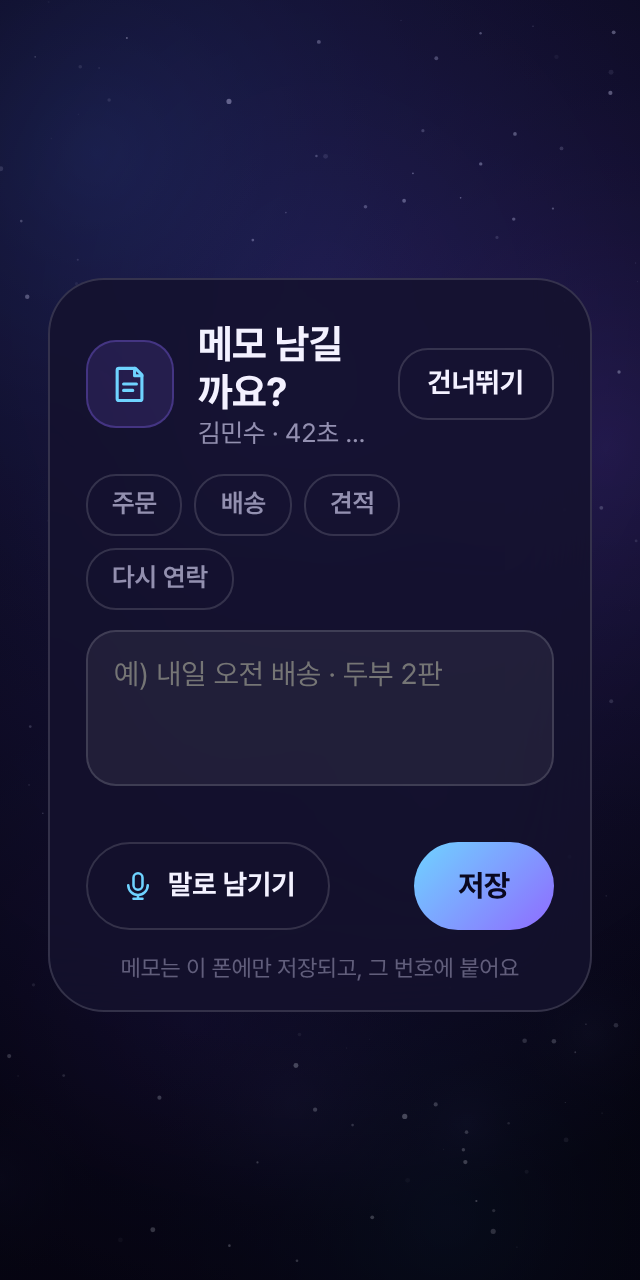 메모 남길
까요?
건너뛰기
김민수 · 42초 ...
주문 배송 견적
다시 연락
예) 내일 오전 배송 · 두부 2판
말로 남기기 저장
메모는 이 폰에만 저장되고, 그 번호에 붙어요